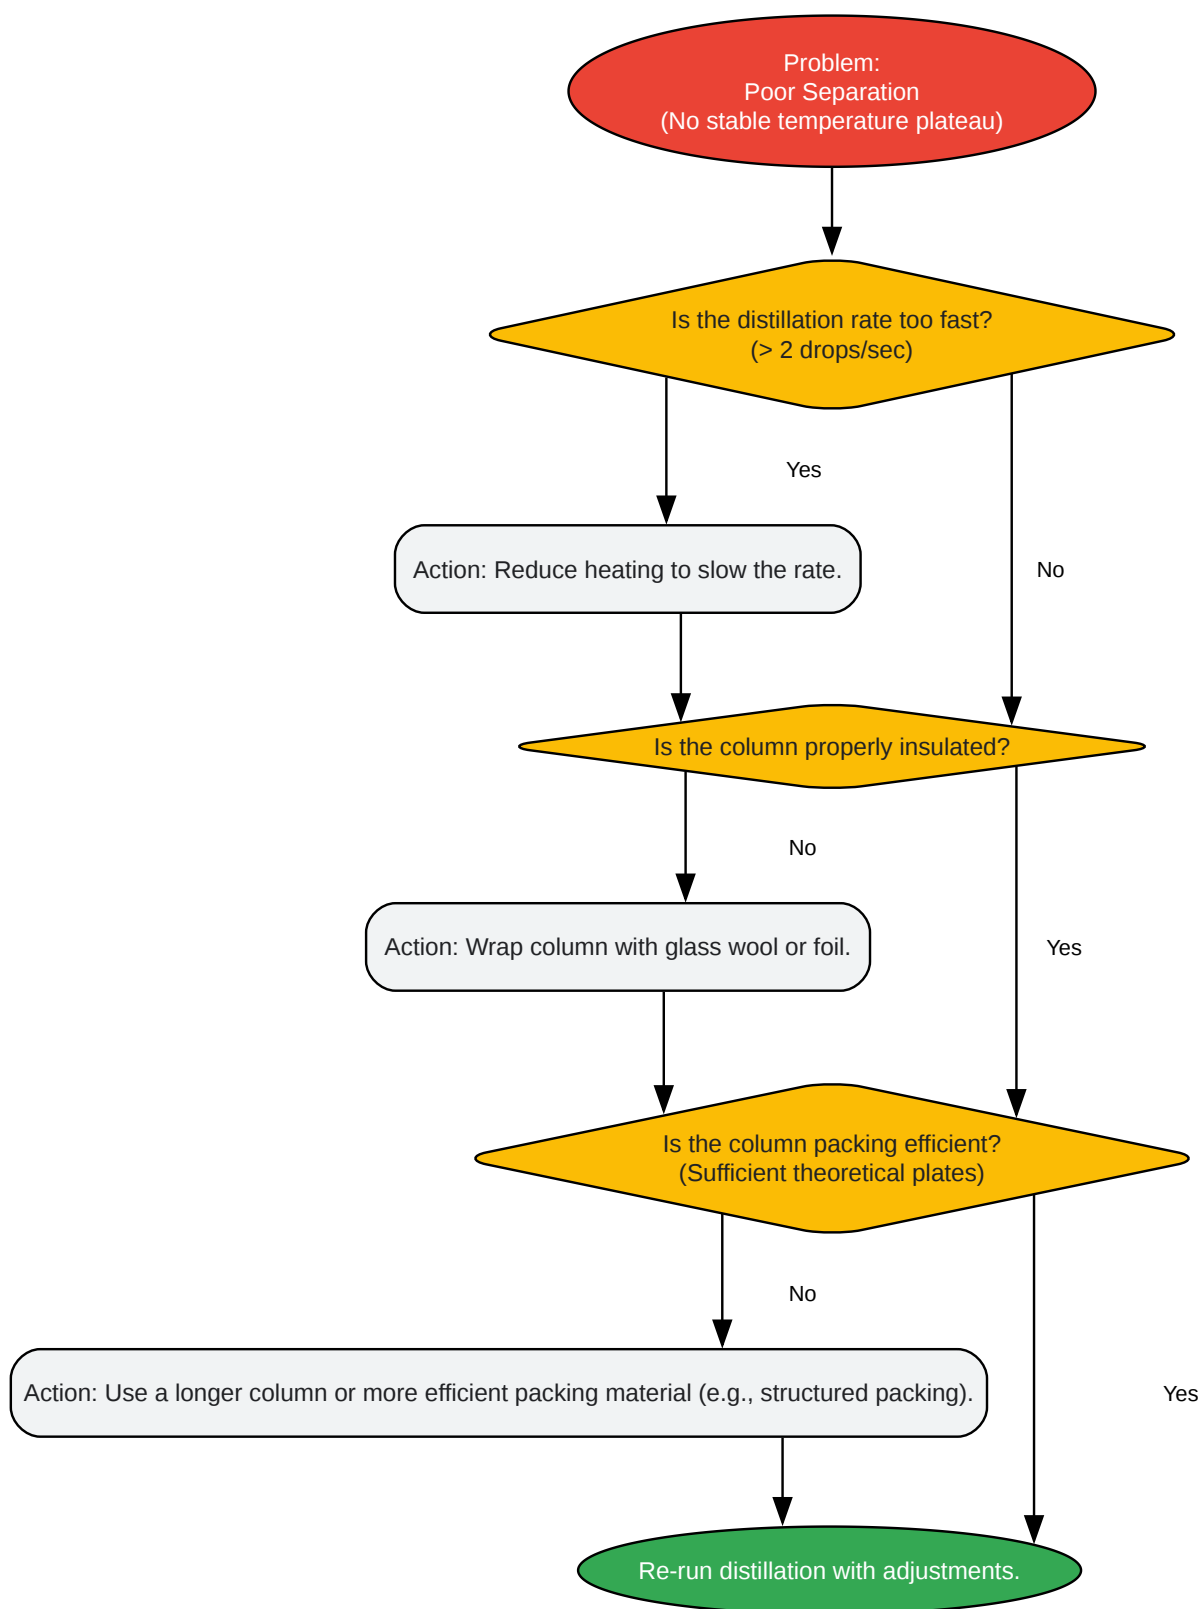 Problem:
Poor Separation
(No stable temperature plateau)
Is the distillation rate too fast?
(> 2 drops/sec)
Yes
Action: Reduce heating to slow the rate.
No
Is the column properly insulated?
No
Action: Wrap column with glass wool or foil.
Yes
Is the column packing efficient?
(Sufficient theoretical plates)
No
Action: Use a longer column or more efficient packing material (e.g., structured packing).
Yes
Re-run distillation with adjustments.